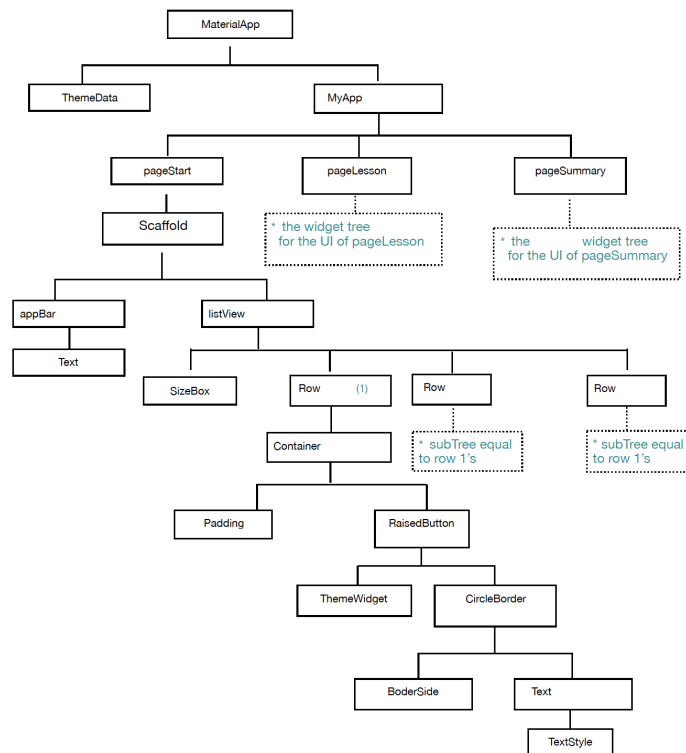 MaterialApp
ThemeData
MyApp
pageStart
pageLesson
pageSummary
Scaffold
* the widget tree
for the UI of pageLesson
* the widget tree
for the UI of pageSummary
appBar
listView
Text
SizeBox
Row (1)
Row
Row
Container
* subTree equal
to row 1's
* subTree equal
to row 1's
Padding
RaisedButton
ThemeWidget
CircleBorder
BoderSide
Text
TextStyle